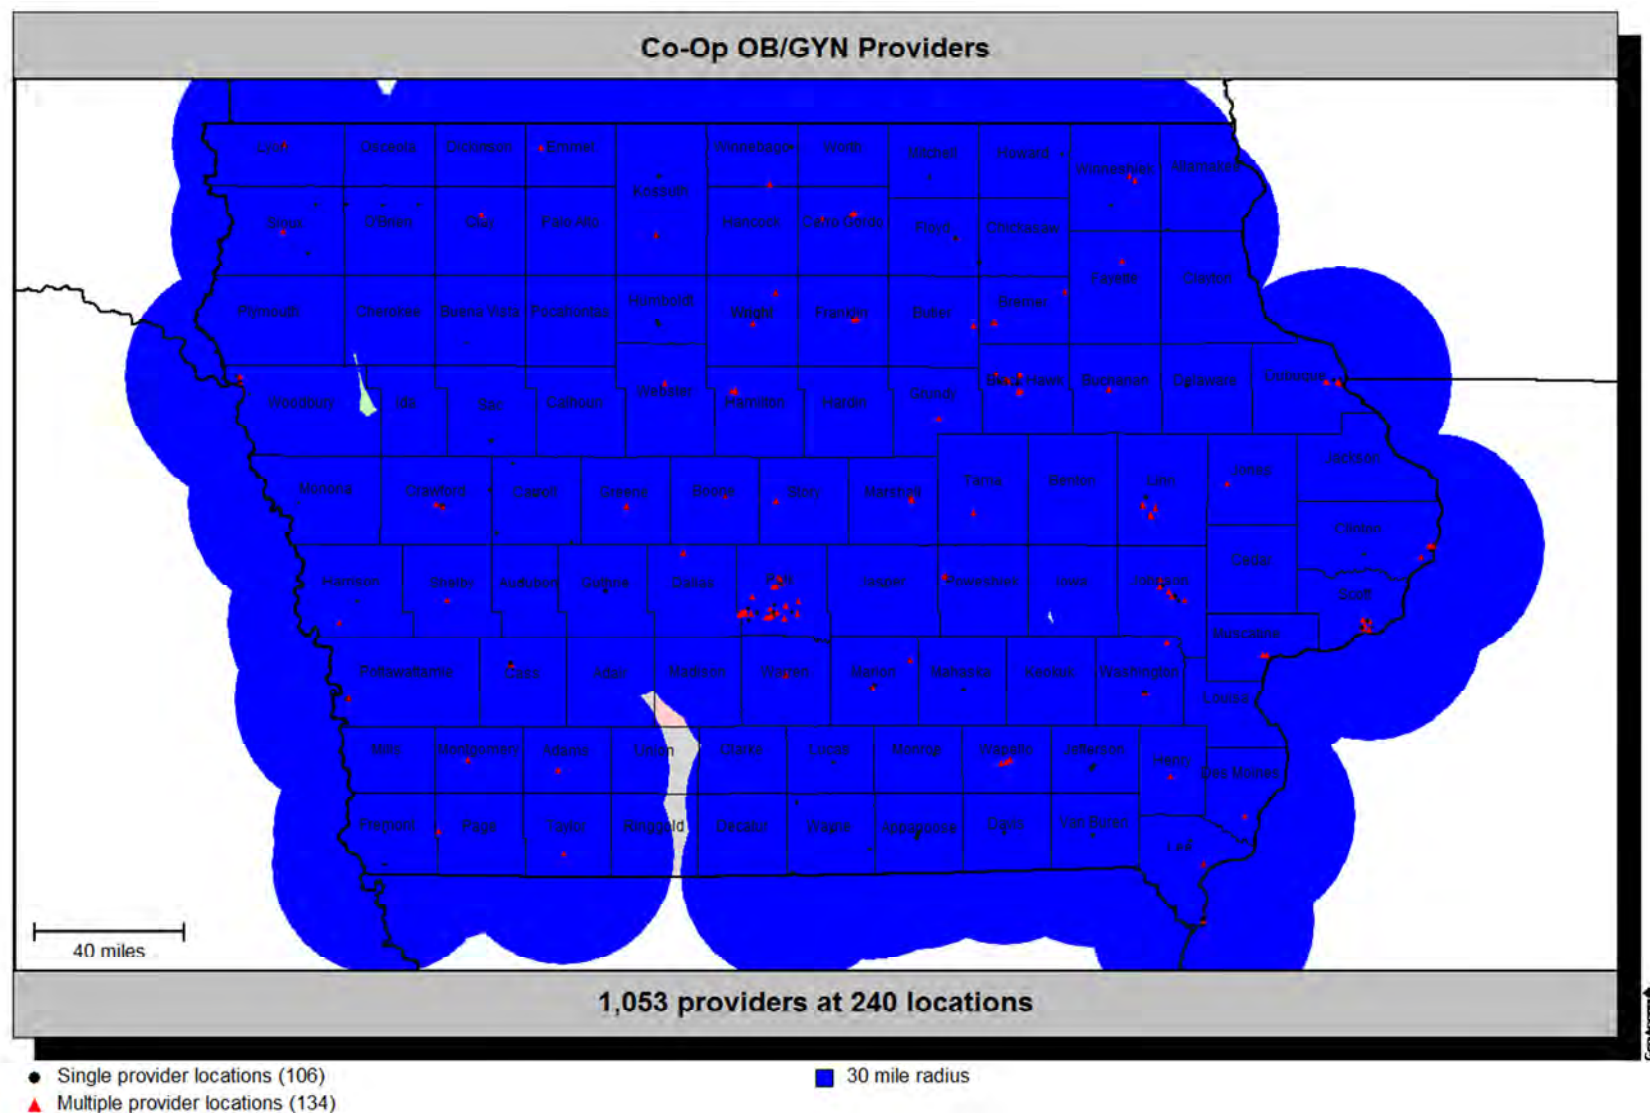 Co-Op OB/GYN Providers
Lyon Osceola Dickinson Emmet Winnebago Worth Mitchell Howard Winneshiek Allamakee
Kossuth
Sioux O'Brien Clay Palo Alto Hancock Cerro Gordo Floyd Chickasaw
Fayette Clayton
Plymouth Cherokee Buena Vista Pocahontas Humboldt Wright Franklin Butler Bremer
Woodbury Ida Sac Calhoun Webster Hamilton Hardin Grundy Black Hawk Buchanan Delaware Dubuque
Monona Crawford Carroll Greene Boone Story Marshall Tama Benton Linn Jones Jackson
Clinton
Harrison Shelby Audubon Guthrie Dallas Polk Jasper Poweshiek Iowa Johnson Cedar
Scott
Muscatine
Pottawattamie Cass Adair Madison Warren Marion Mahaska Keokuk Washington
Louisa
Mills Montgomery Adams Union Clarke Lucas Monroe Wapello Jefferson Henry Des Moines
Fremont Page Taylor Ringgold Decatur Wayne Appanoose Davis Van Buren
Lee
40 miles
1,053 providers at 240 locations
Single provider locations (106)
30 mile radius
Multiple provider locations (134)